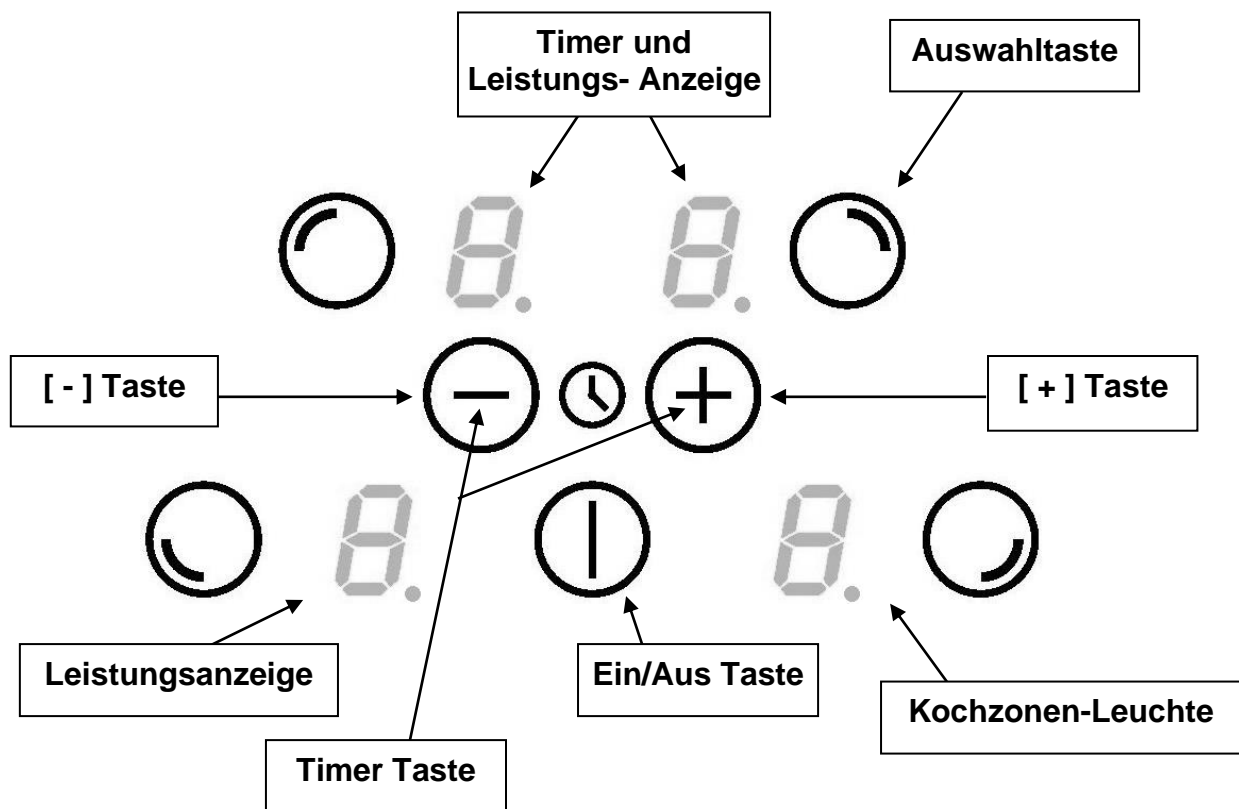 Timer und
Leistungs- Anzeige
Auswahltaste
[ - ] Taste
[ + ] Taste
Leistungsanzeige
Ein/Aus Taste
Kochzonen-Leuchte
Timer Taste